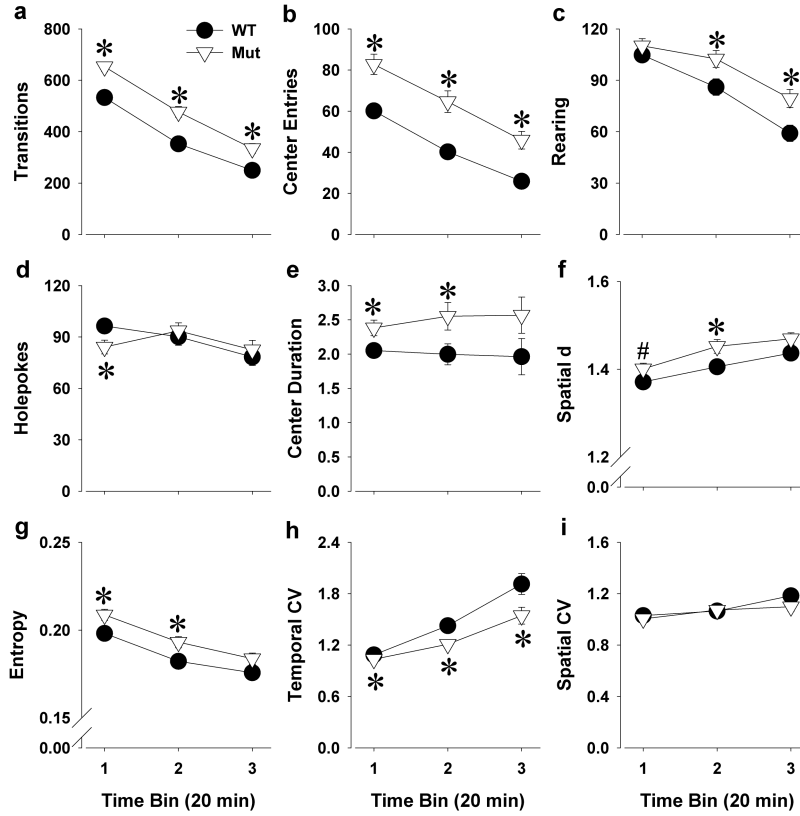 a
800
600
400
200
0
Transitions
WT
Mut
*
*
*
b
100
80
60
40
20
0
Center Entries
*
*
*
c
120
90
60
30
0
Rearing
*
*
d
120
90
60
30
0
Holepokes
*
e
3.0
2.5
2.0
1.5
1.0
0.5
0.0
Center Duration
*
*
f
1.6
1.4
1.2
0.0
Spatial d
#
*
g
0.25
0.20
0.15
0.00
Entropy
*
*
1 2 3
Time Bin (20 min)
h
2.4
1.8
1.2
0.6
0.0
Temporal CV
*
*
*
1 2 3
Time Bin (20 min)
i
1.6
1.2
0.8
0.4
0.0
Spatial CV
1 2 3
Time Bin (20 min)